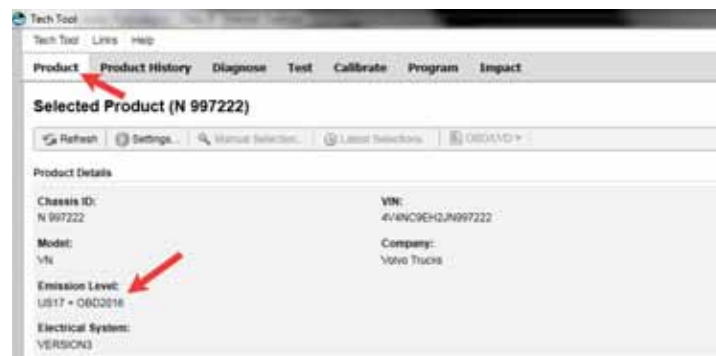 Tech Tool
Tech Tool Links Help
Product Product History Diagnose Test Calibrate Program Impact
Selected Product (N 997222)
Refresh Settings... Manual Selection... Latest Selections OBD/LVD
Product Details
Chassis ID: VIN:
N 997222 4V4NC9EH2JN997222
Model: Company:
VN Volvo Trucks
Emission Level:
US17 + OBD2016
Electrical System:
VERSION3